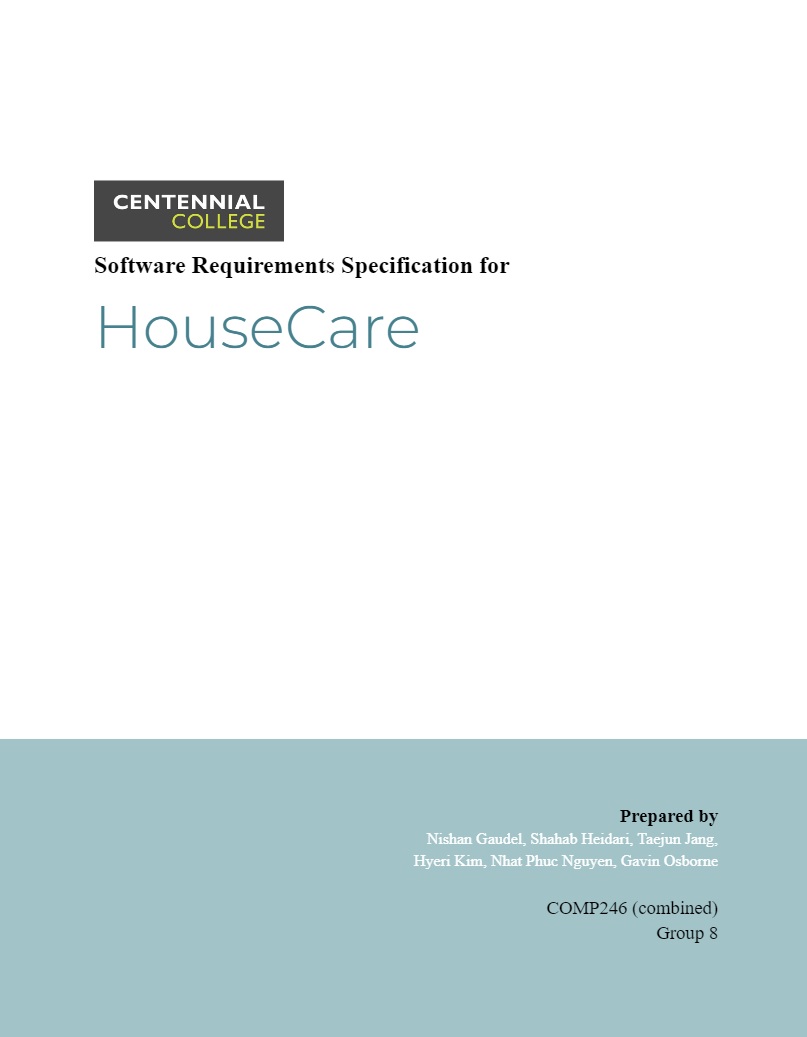 CENTENNIAL
COLLEGE
Software Requirements Specification for
HouseCare
Prepared by
Nishan Gaudel, Shahab Heidari, Taejun Jang,
Hyeri Kim, Nhat Phuc Nguyen, Gavin Osborne
COMP246 (combined)
Group 8